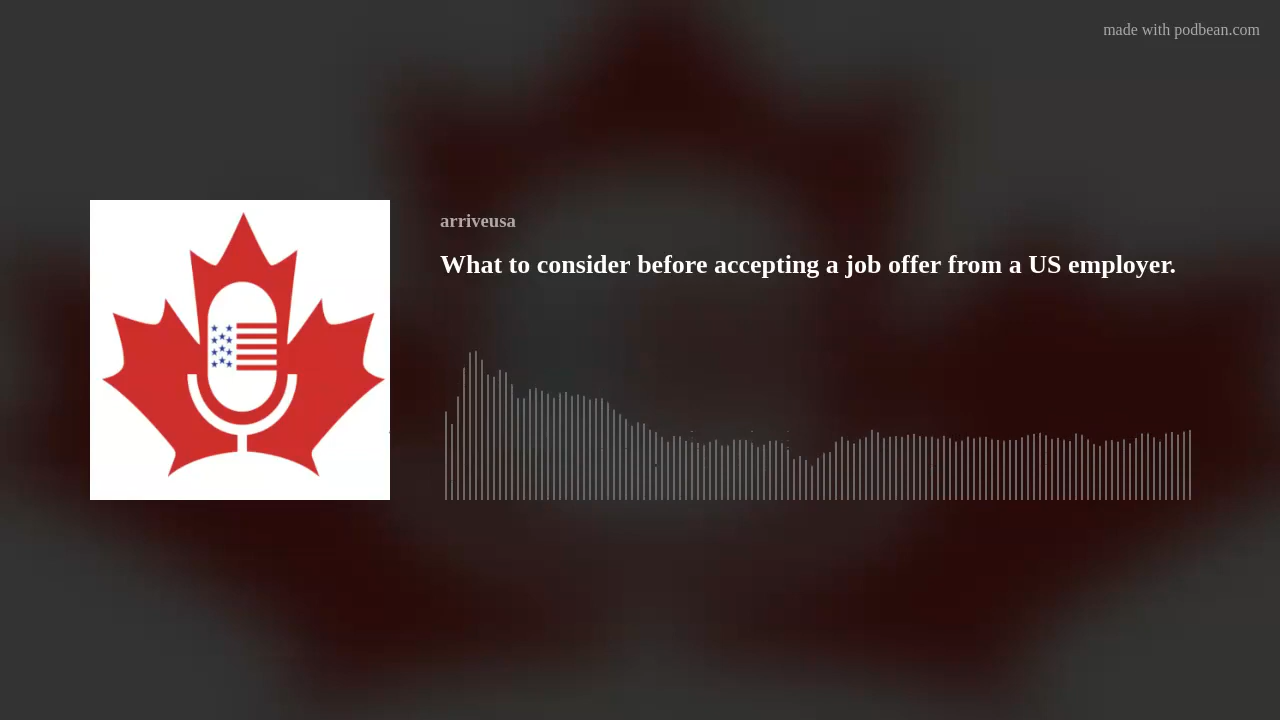 made with podbean.com
arriveusa
What to consider before accepting a job offer from a US employer.